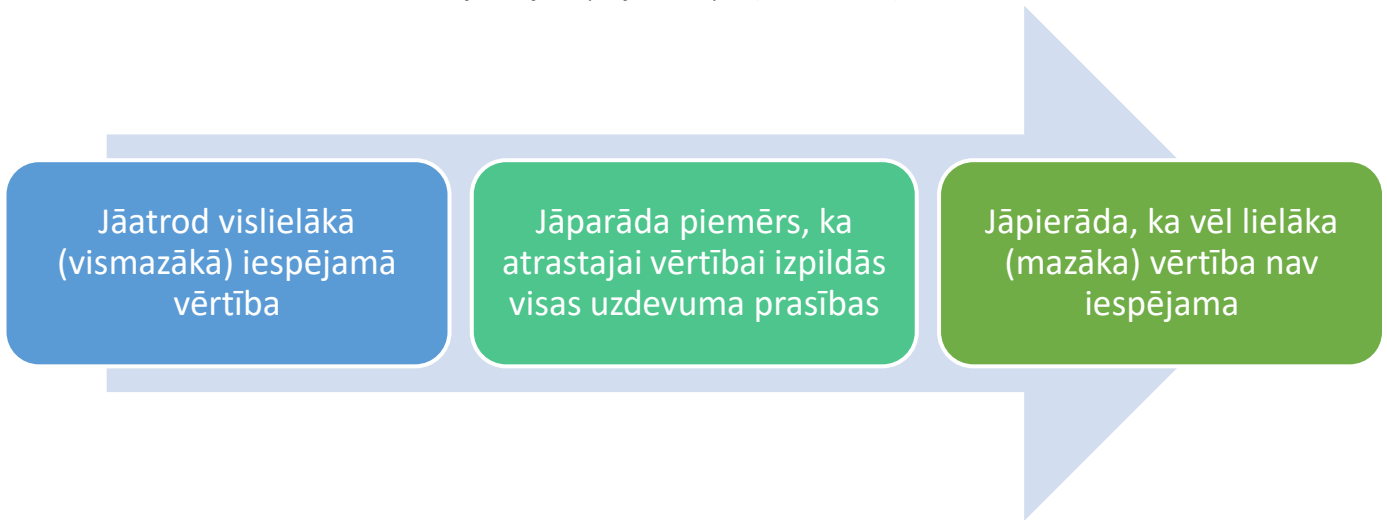 Jāatrod vislielākā
(vismazākā) iespējamā
vērtība
Jāparāda piemērs, ka
atrastajai vērtībai izpildās
visas uzdevuma prasības
Jāpierāda, ka vēl lielāka
(mazāka) vērtība nav
iespējama